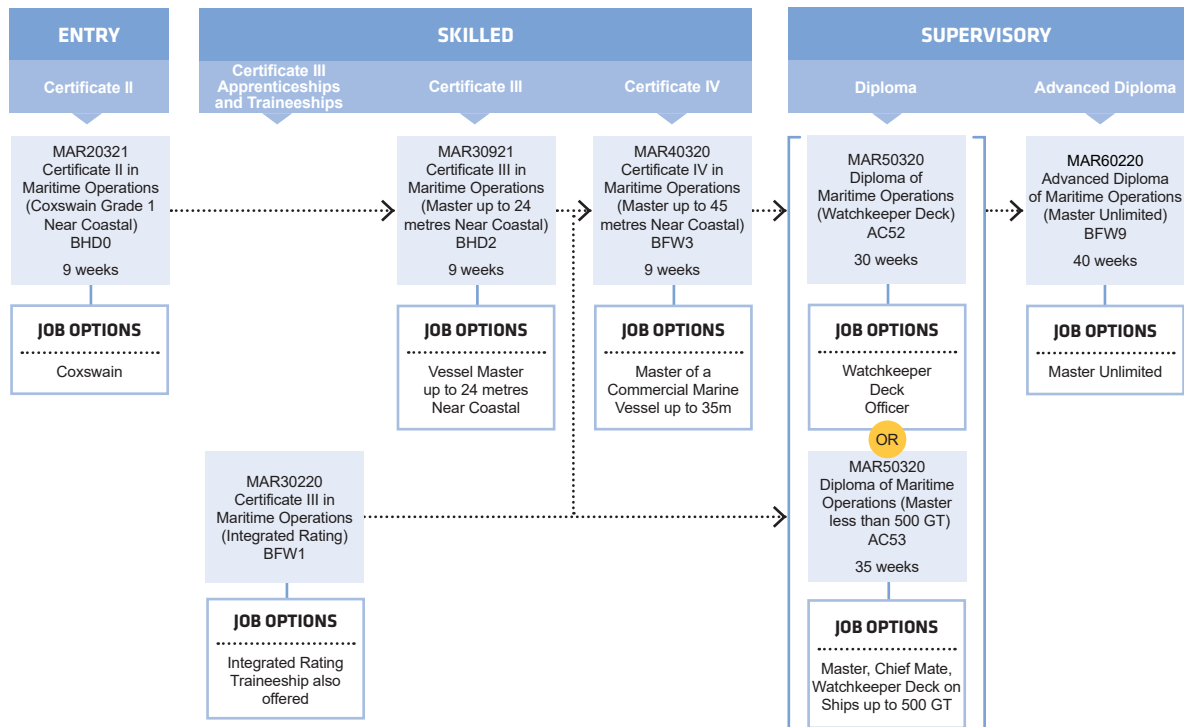 ENTRY
SKILLED
SUPERVISORY
Certificate II
Certificate III
Apprenticeships
and Traineeships
Certificate III
Certificate IV
Diploma
Advanced Diploma
MAR20321
Certificate II in
Maritime Operations
(Coxswain Grade 1
Near Coastal)
BHD0
9 weeks
JOB OPTIONS
Coxswain
MAR30921
Certificate III in
Maritime Operations
(Master up to 24
metres Near Coastal)
BHD2
9 weeks
JOB OPTIONS
Vessel Master
up to 24 metres
Near Coastal
MAR40320
Certificate IV in
Maritime Operations
(Master up to 45
metres Near Coastal)
BFW3
9 weeks
JOB OPTIONS
Master of a
Commercial Marine
Vessel up to 35m
MAR50320
Diploma of
Maritime Operations
(Watchkeeper Deck)
AC52
30 weeks
JOB OPTIONS
Watchkeeper
Deck
Officer
MAR60220
Advanced Diploma
of Maritime Operations
(Master Unlimited)
BFW9
40 weeks
JOB OPTIONS
Master Unlimited
MAR30220
Certificate III in
Maritime Operations
(Integrated Rating)
BFW1
JOB OPTIONS
Integrated Rating
Traineeship also
offered
OR
MAR50320
Diploma of Maritime
Operations (Master
less than 500 GT)
AC53
35 weeks
JOB OPTIONS
Master, Chief Mate,
Watchkeeper Deck on
Ships up to 500 GT